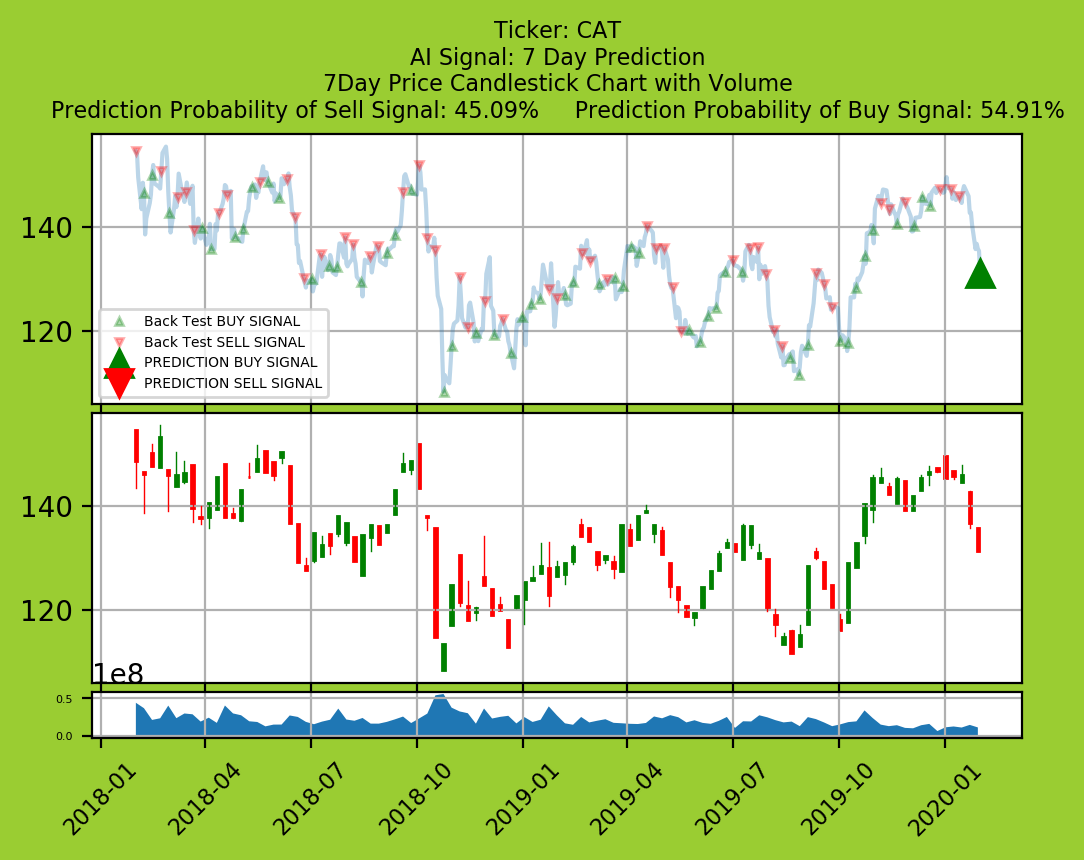 Ticker: CAT
AI Signal: 7 Day Prediction
7Day Price Candlestick Chart with Volume
Prediction Probability of Sell Signal: 45.09%     Prediction Probability of Buy Signal: 54.91%
140
120
Back Test BUY SIGNAL
Back Test SELL SIGNAL
PREDICTION BUY SIGNAL
PREDICTION SELL SIGNAL
140
120
1e8
0.5
0.0
2018-01
2018-04
2018-07
2018-10
2019-01
2019-04
2019-07
2019-10
2020-01